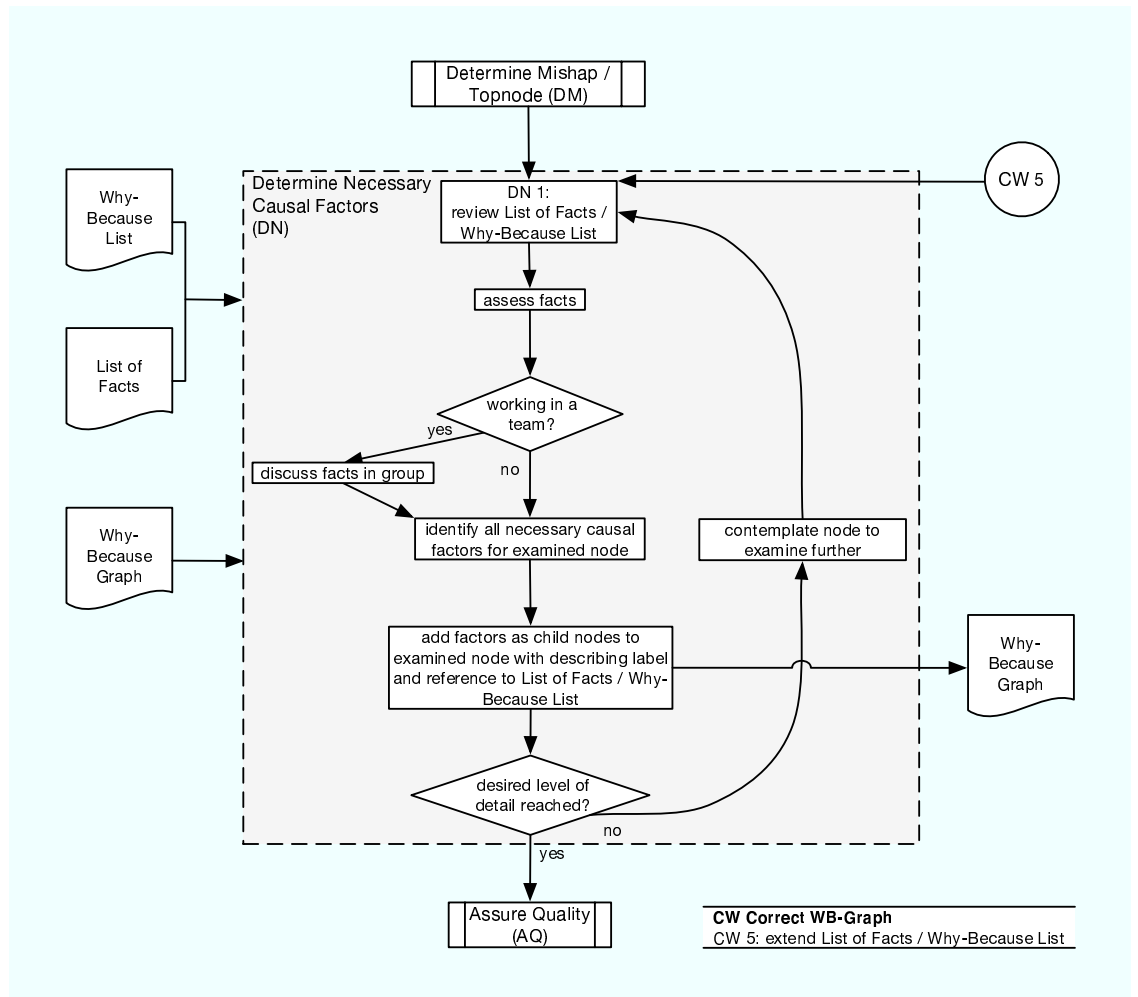 Determine Mishap /
Topnode (DM)
CW 5
Why-
Because
List
Determine Necessary
Causal Factors
(DN)
DN 1:
review List of Facts /
Why-Because List
assess facts
List of
Facts
working in a
team?
yes
no
discuss facts in group
identify all necessary causal
factors for examined node
contemplate node to
examine further
Why-
Because
Graph
add factors as child nodes to
examined node with describing label
and reference to List of Facts / Why-
Because List
Why-
Because
Graph
desired level of
detail reached?
no
yes
Assure Quality
(AQ)
CW Correct WB-Graph
CW 5: extend List of Facts / Why-Because List